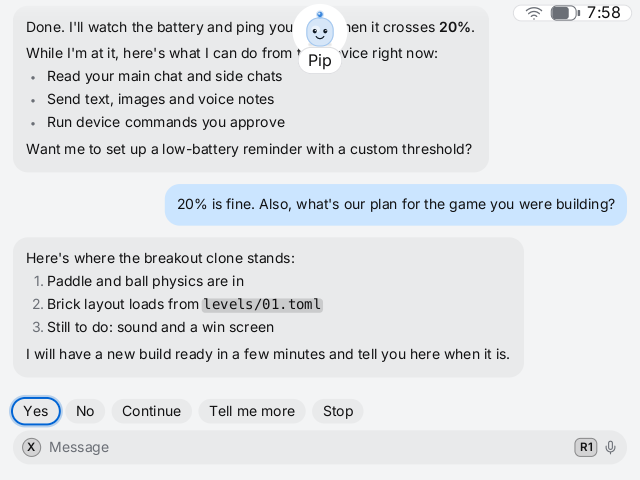 7:58
Done. I'll watch the battery and ping you when it crosses 20%.
Pip
While I'm at it, here's what I can do from device right now:
Read your main chat and side chats
Send text, images and voice notes
Run device commands you approve
Want me to set up a low-battery reminder with a custom threshold?
20% is fine. Also, what's our plan for the game you were building?
Here's where the breakout clone stands:
1. Paddle and ball physics are in
2. Brick layout loads from levels/01.toml
3. Still to do: sound and a win screen
I will have a new build ready in a few minutes and tell you here when it is.
Yes No Continue Tell me more Stop
X Message R1